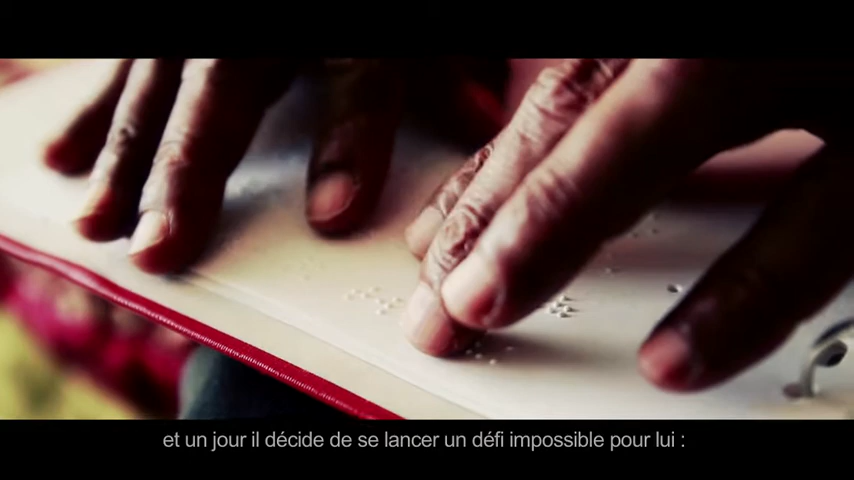 et un jour il décide de se lancer un défi impossible pour lui :